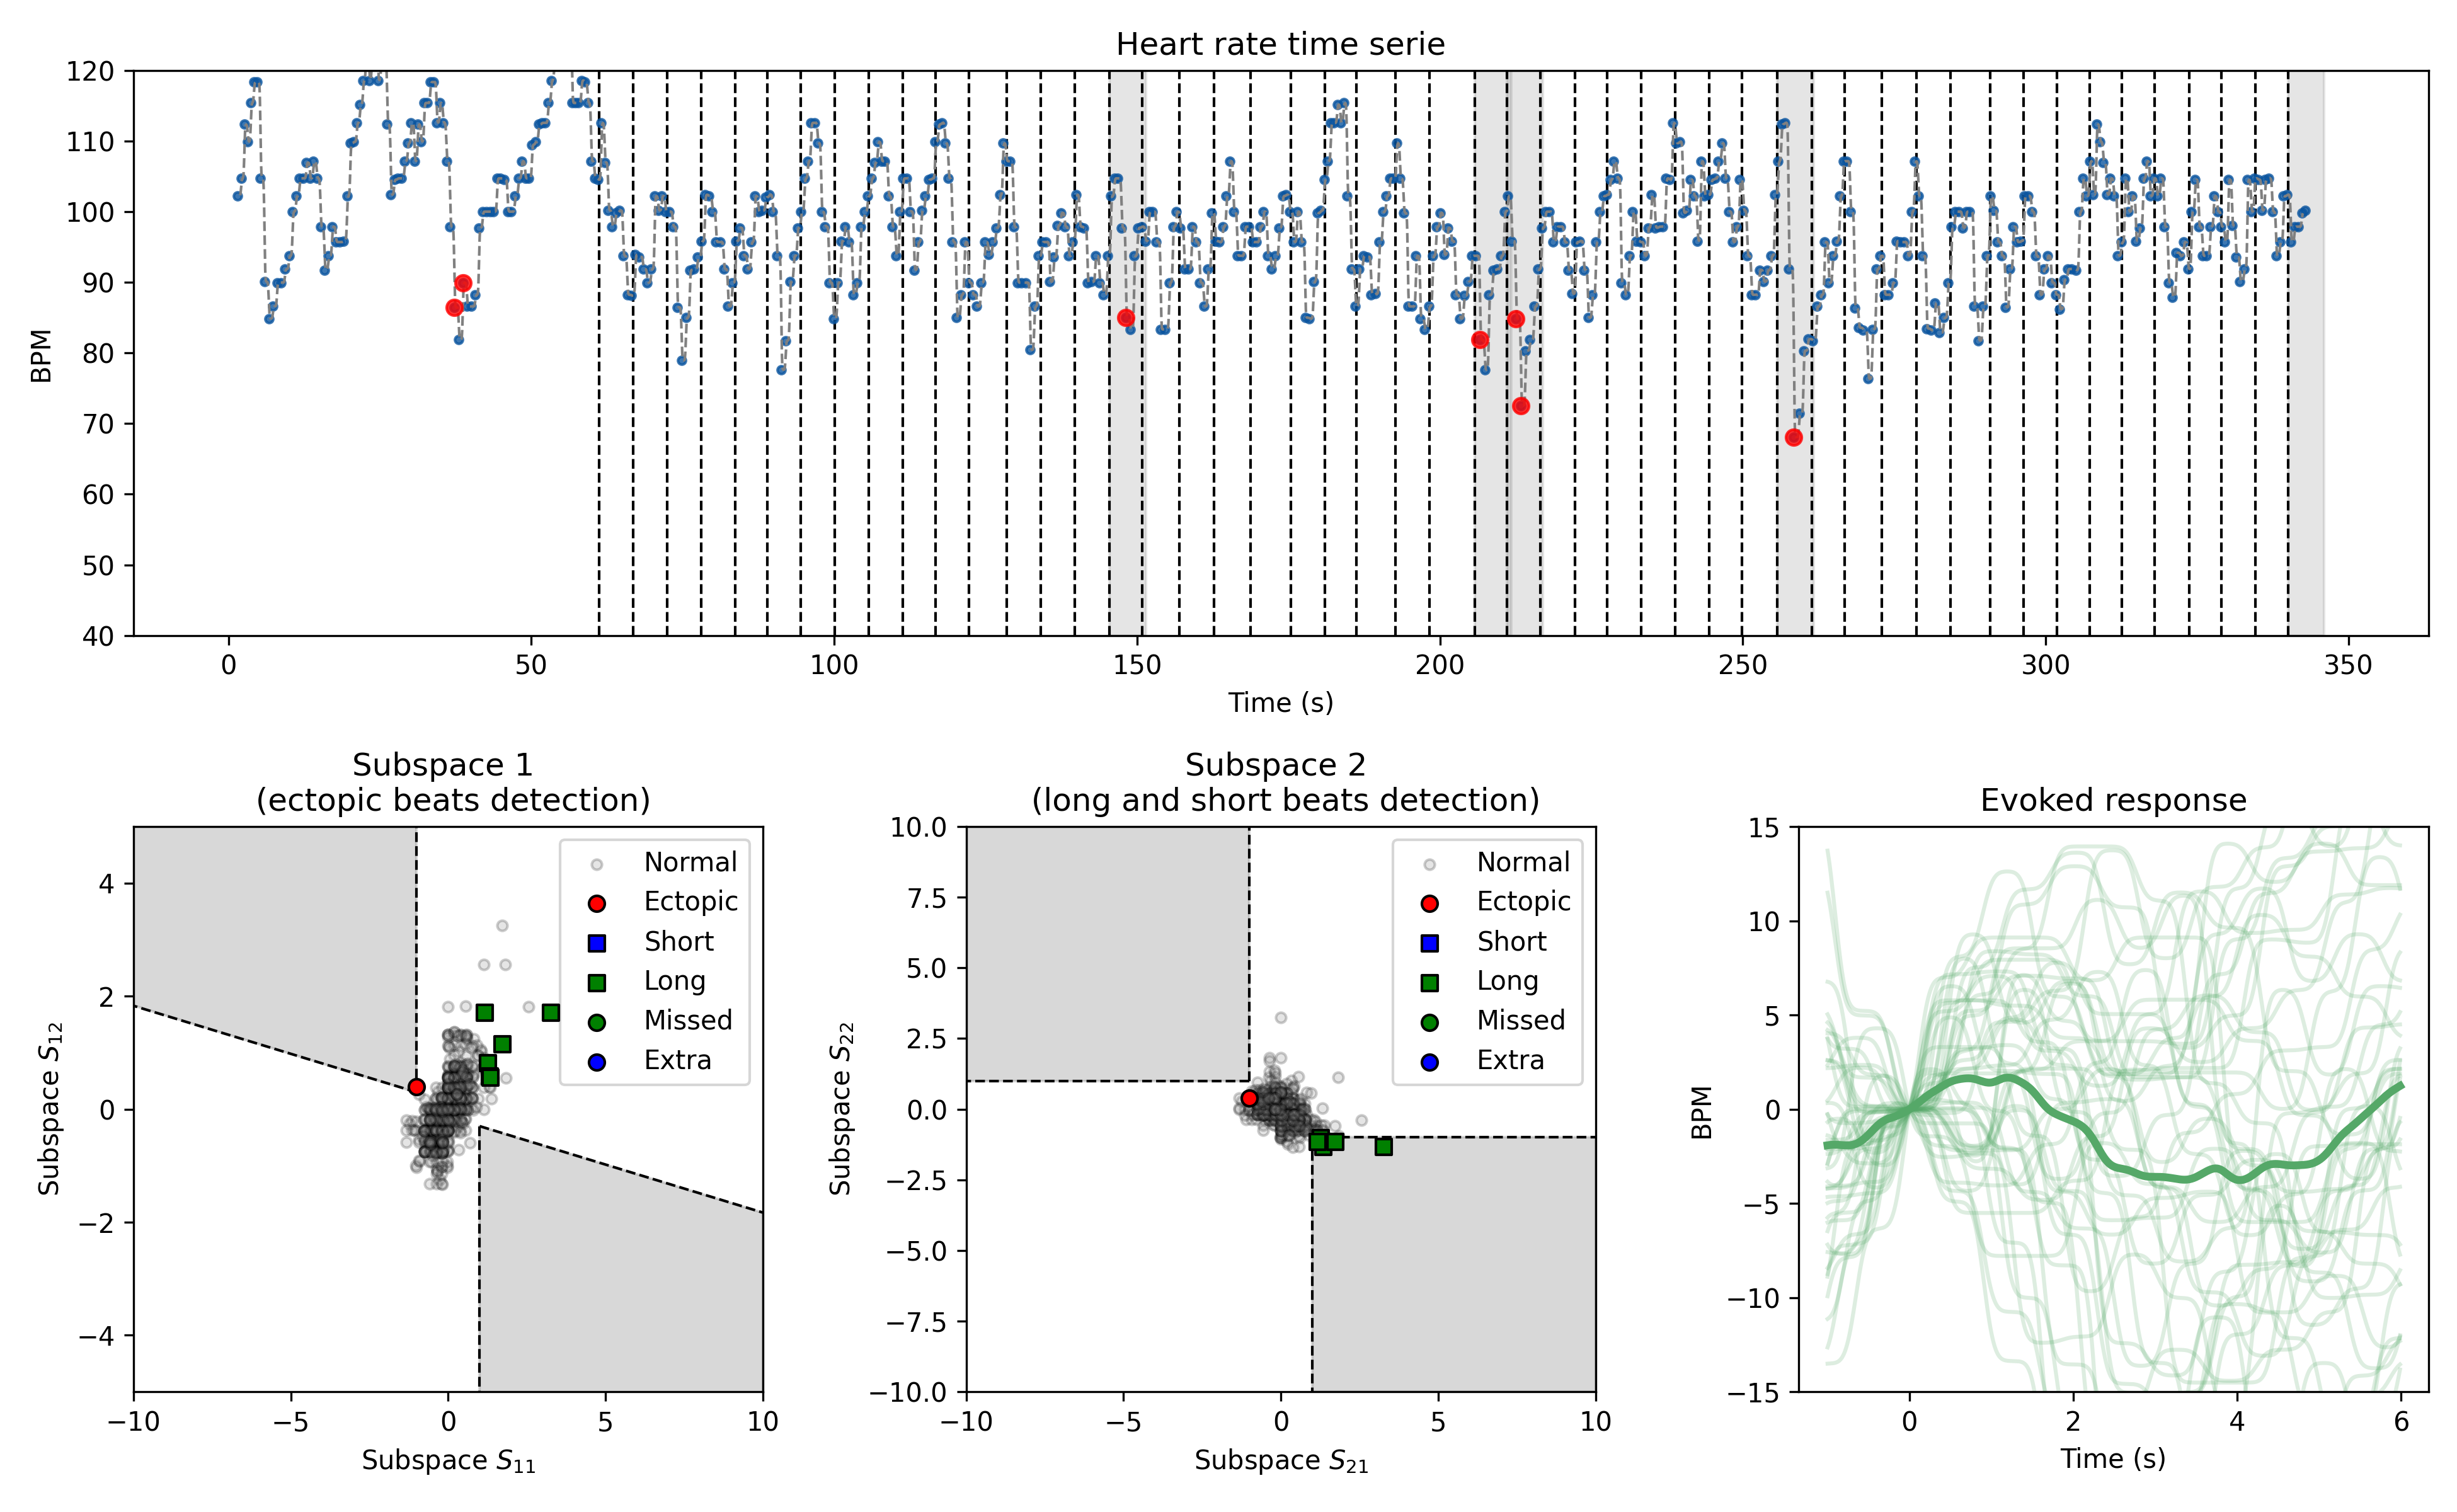 Heart rate time serie
120
110
100
90
80
70
60
50
40
BPM
0 50 100 150 200 250 300 350
Time (s)
Subspace 1
(ectopic beats detection)
4
2
0
−2
−4
Subspace S12
−10 −5 0 5 10
Subspace S11
Normal
Ectopic
Short
Long
Missed
Extra
Subspace 2
(long and short beats detection)
10.0
7.5
5.0
2.5
0.0
−2.5
−5.0
−7.5
−10.0
Subspace S22
−10 −5 0 5 10
Subspace S21
Normal
Ectopic
Short
Long
Missed
Extra
Evoked response
15
10
5
0
−5
−10
−15
BPM
0 2 4 6
Time (s)